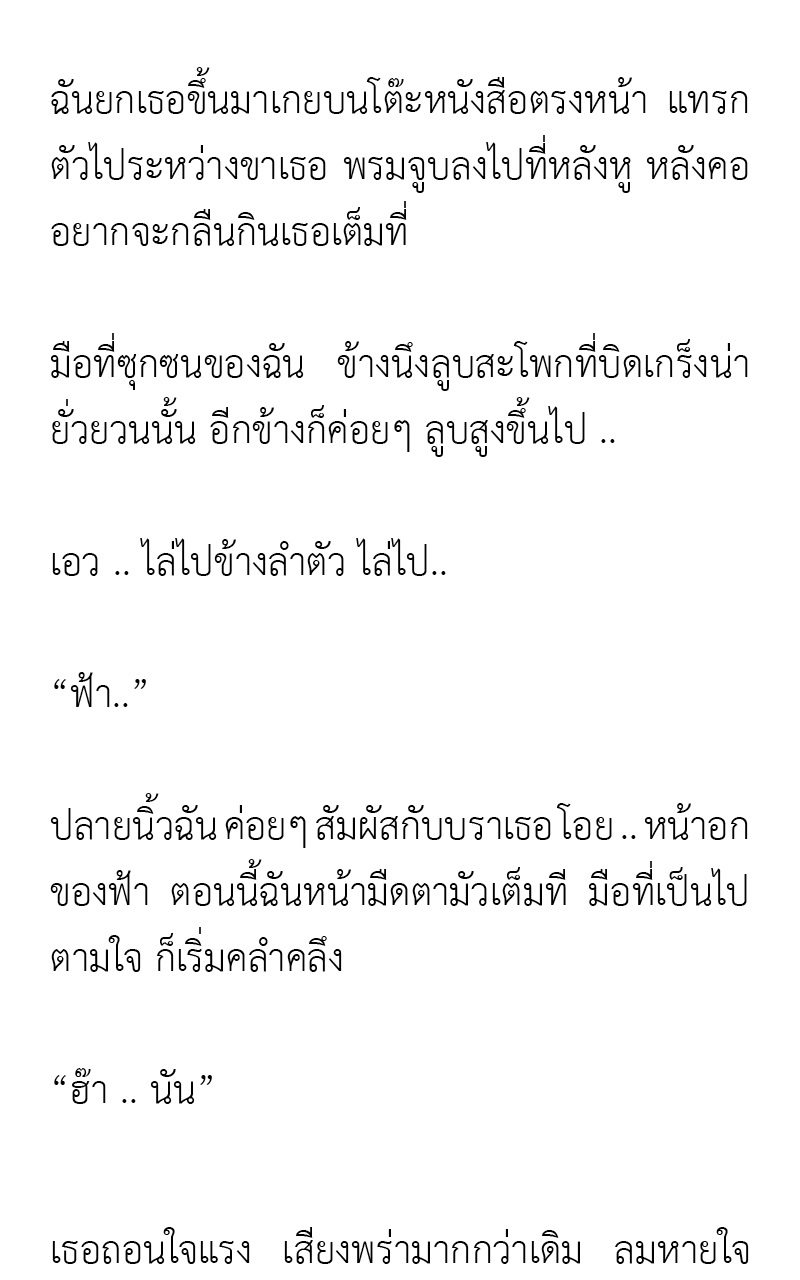 ฉันยกเธอขึ้นมาเกยบนโต๊ะหนังสือตรงหน้า แทรก
ตัวไประหว่างขาเธอ พรมจูบลงไปที่หลังหู หลังคอ
อยากจะกลืนกินเธอเต็มที่
มือที่ซุกซนของฉัน ข้างนึงลูบสะโพกที่บิดเกร็งน่า
ยั่วยวนนั้น อีกข้างก็ค่อยๆ ลูบสูงขึ้นไป ..
เอว .. ไล่ไปข้างลำตัว ไล่ไป..
“ฟ้า..”
ปลายนิ้วฉัน ค่อยๆ สัมผัสกับบราเธอ โอย .. หน้าอก
ของฟ้า ตอนนี้ฉันหน้ามืดตามัวเต็มที มือที่เป็นไป
ตามใจ ก็เริ่มคลำคลึง
“ฮ๊า .. นัน”
เธอถอนใจแรง เสียงพร่ามากกว่าเดิม ลมหายใจ